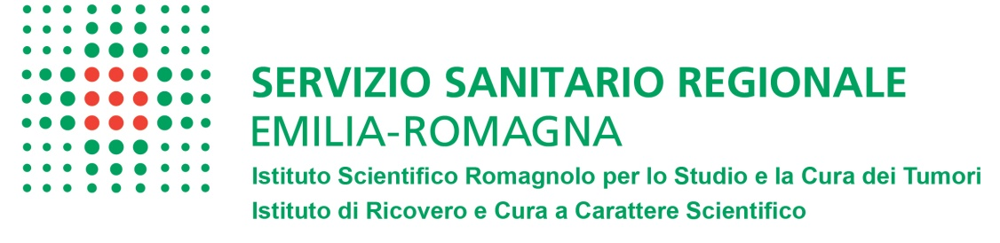 SERVIZIO SANITARIO REGIONALE
EMILIA-ROMAGNA
Istituto Scientifico Romagnolo per lo Studio e la Cura dei Tumori
Istituto di Ricovero e Cura a Carattere Scientifico